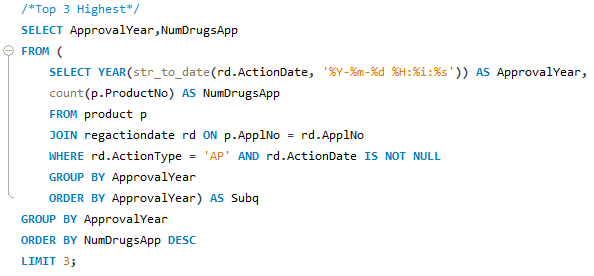 /*Top 3 Highest*/
SELECT ApprovalYear,NumDrugsApp
FROM (
    SELECT YEAR(str_to_date(rd.ActionDate, '%Y-%m-%d %H:%i:%s')) AS ApprovalYear,
    count(p.ProductNo) AS NumDrugsApp
    FROM product p
    JOIN regactiondate rd ON p.ApplNo = rd.ApplNo
    WHERE rd.ActionType = 'AP' AND rd.ActionDate IS NOT NULL
    GROUP BY ApprovalYear
    ORDER BY ApprovalYear) AS Subq
GROUP BY ApprovalYear
ORDER BY NumDrugsApp DESC
LIMIT 3;